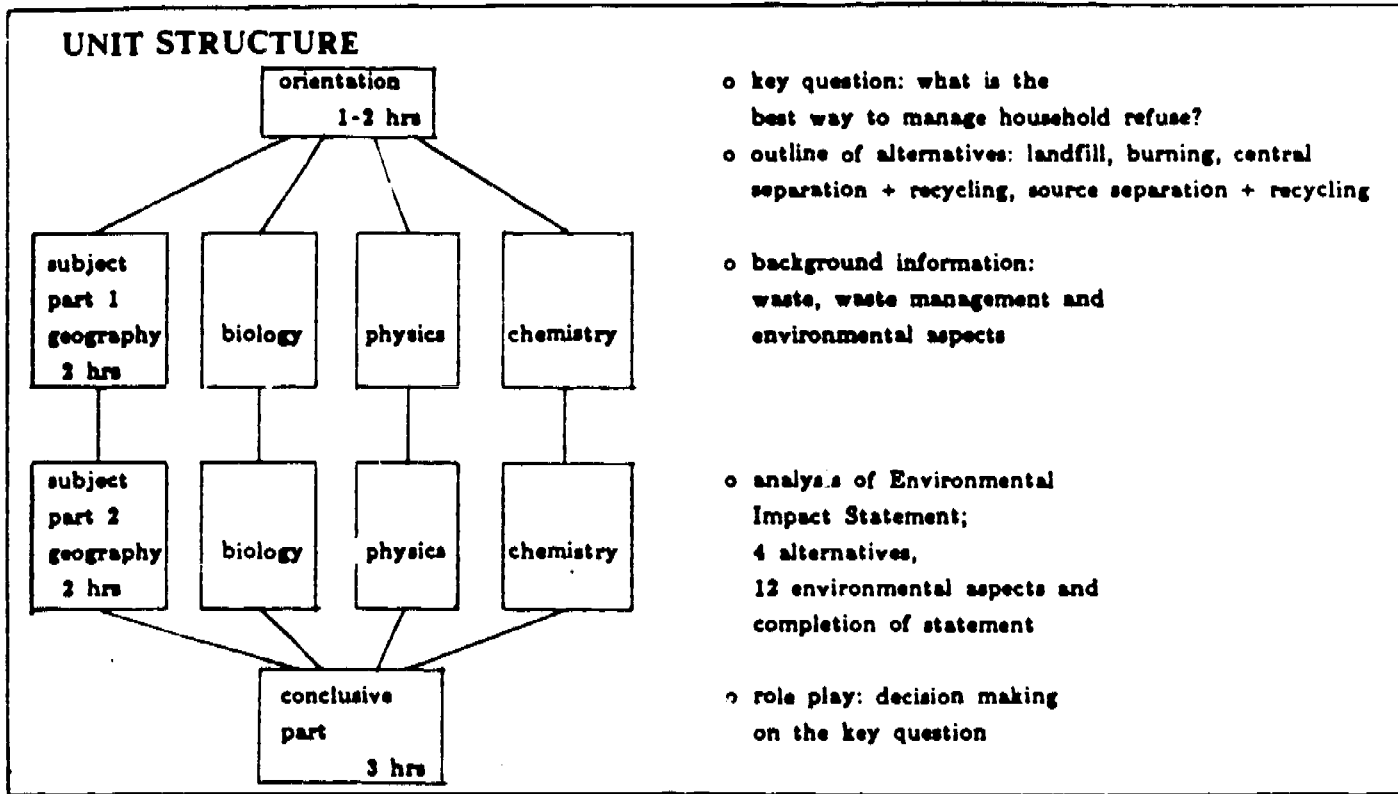 UNIT STRUCTURE
orientation
1-2 hrs
o key question: what is the
best way to manage household refuse?
o outline of alternatives: landfill, burning, central
separation + recycling, source separation + recycling
subject
part 1
geography
2 hrs
biology
physics
chemistry
o background information:
waste, waste management and
environmental aspects
subject
part 2
geography
2 hrs
biology
physics
chemistry
o analysis of Environmental
Impact Statement;
4 alternatives,
12 environmental aspects and
completion of statement
conclusive
part
3 hrs
o role play: decision making
on the key question